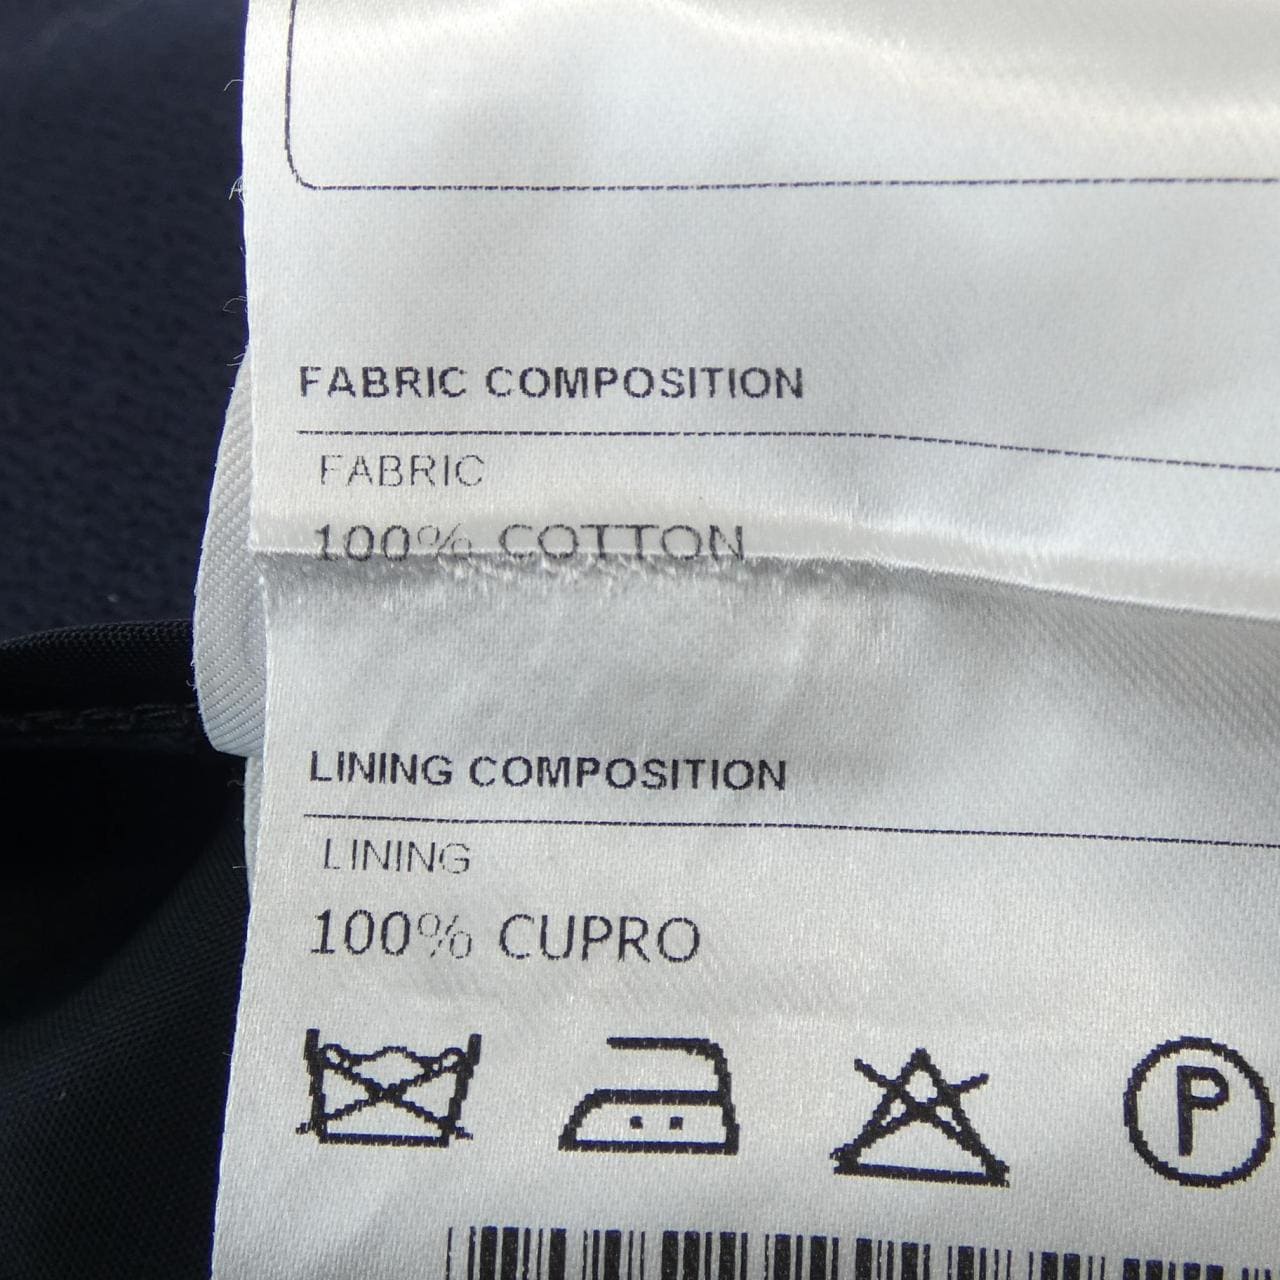 FABRIC COMPOSITION
FABRIC
100% COTTON
LINING COMPOSITION
LINING
100% CUPRO
P